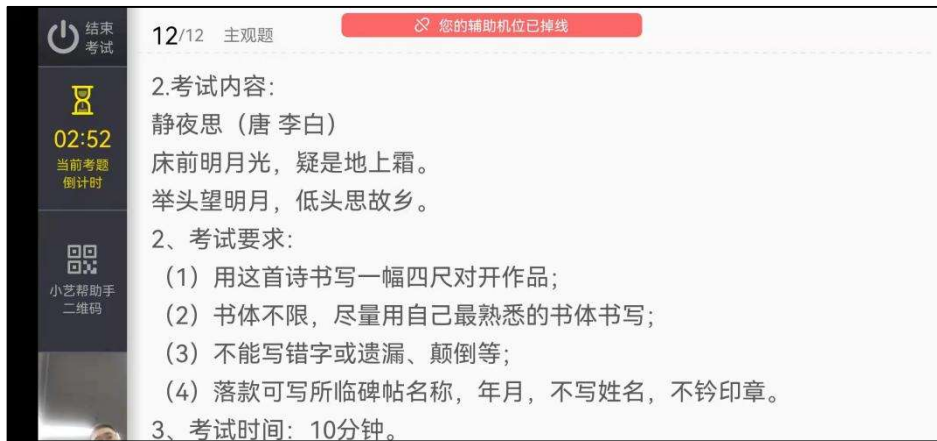 结束
考试
12/12 主观题
您的辅助机位已掉线
02:52
当前考题
倒计时
小艺帮助手
二维码
2.考试内容:
静夜思（唐 李白）
床前明月光，疑是地上霜。
举头望明月，低头思故乡。
2、考试要求:
（1）用这首诗书写一幅四尺对开作品;
（2）书体不限，尽量用自己最熟悉的书体书写;
（3）不能写错字或遗漏、颠倒等;
（4）落款可写所临碑帖名称，年月，不写姓名，不钤印章。
3、考试时间: 10分钟。